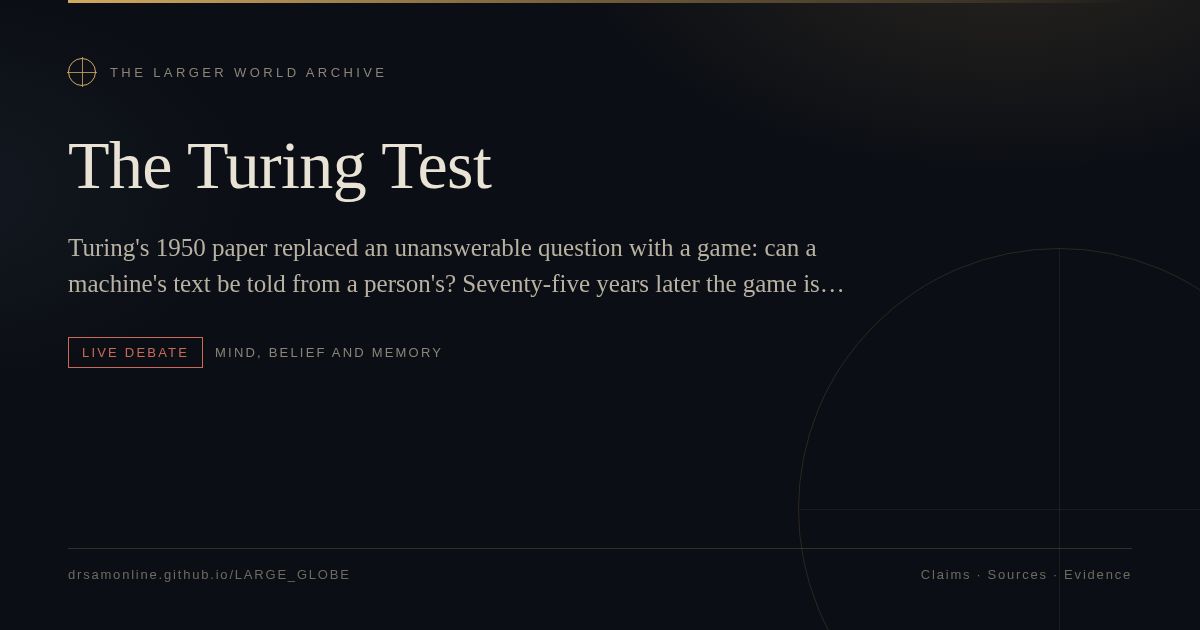 THE LARGER WORLD ARCHIVE
The Turing Test
Turing's 1950 paper replaced an unanswerable question with a game: can a
machine's text be told from a person's? Seventy-five years later the game is…
LIVE DEBATE MIND, BELIEF AND MEMORY
drsamonline.github.io/LARGE_GLOBE Claims · Sources · Evidence